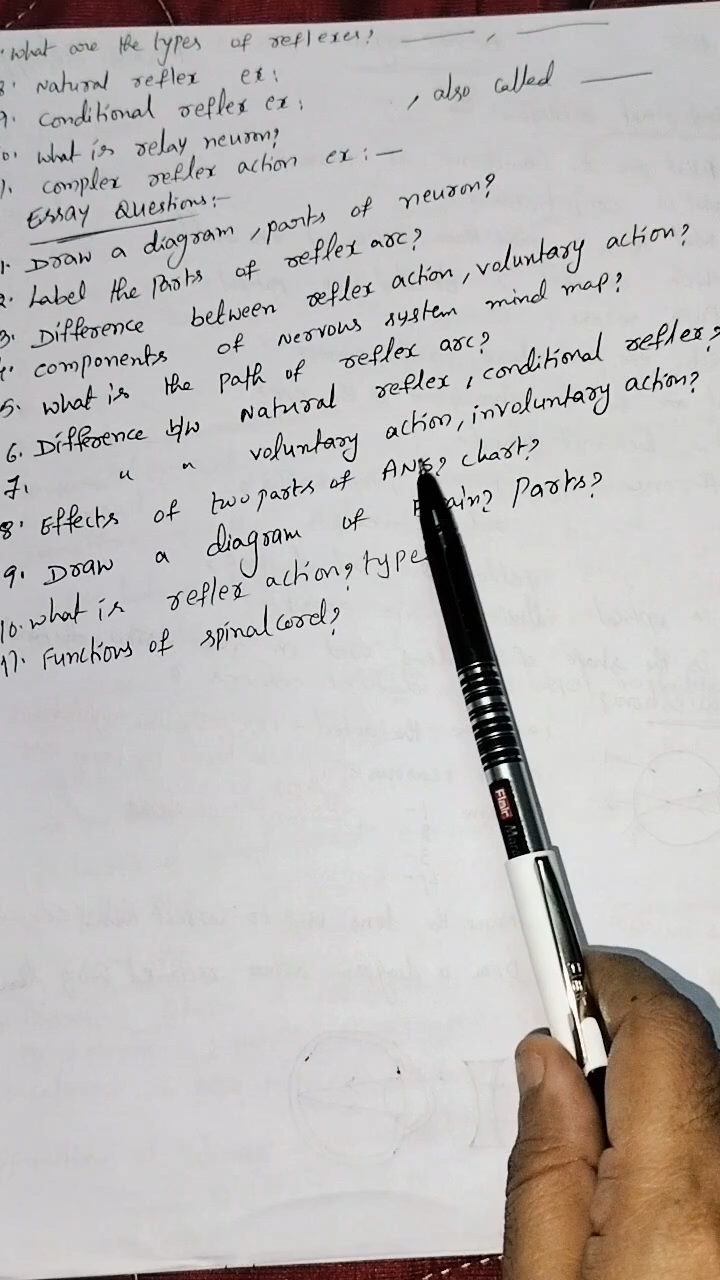 what are the types of reflexes? ____ , ____
8. Natural reflex ex:
9. conditional reflex ex: , also called ____
10. what is relay neuron?
11. complex reflex action ex: —
Essay Questions:-
1. Draw a diagram, parts of neuron?
2. Label the parts of reflex arc?
3. Difference between reflex action, voluntary action?
4. components of Nervous system mind map?
5. what is the path of reflex arc?
6. Difference b/w Natural reflex, conditional reflex?
7. " " voluntary action, involuntary action?
8. Effects of two parts of ANS? chart?
9. Draw a diagram of Brain? Parts?
10. what is reflex action? type
11. Functions of spinal cord?
Flair